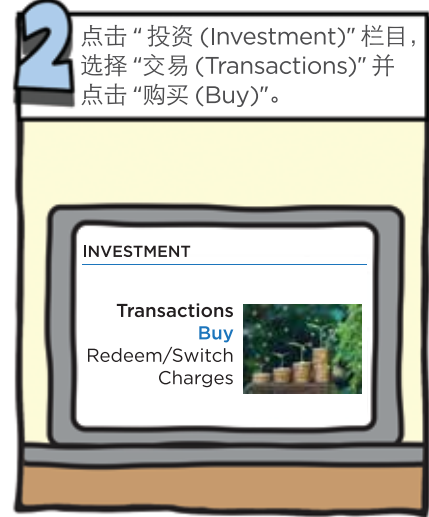 2
点击 “ 投资 (Investment)” 栏目，
选择 “交易 (Transactions)” 并
点击 “购买 (Buy)”。
INVESTMENT
Transactions
Buy
Redeem/Switch
Charges